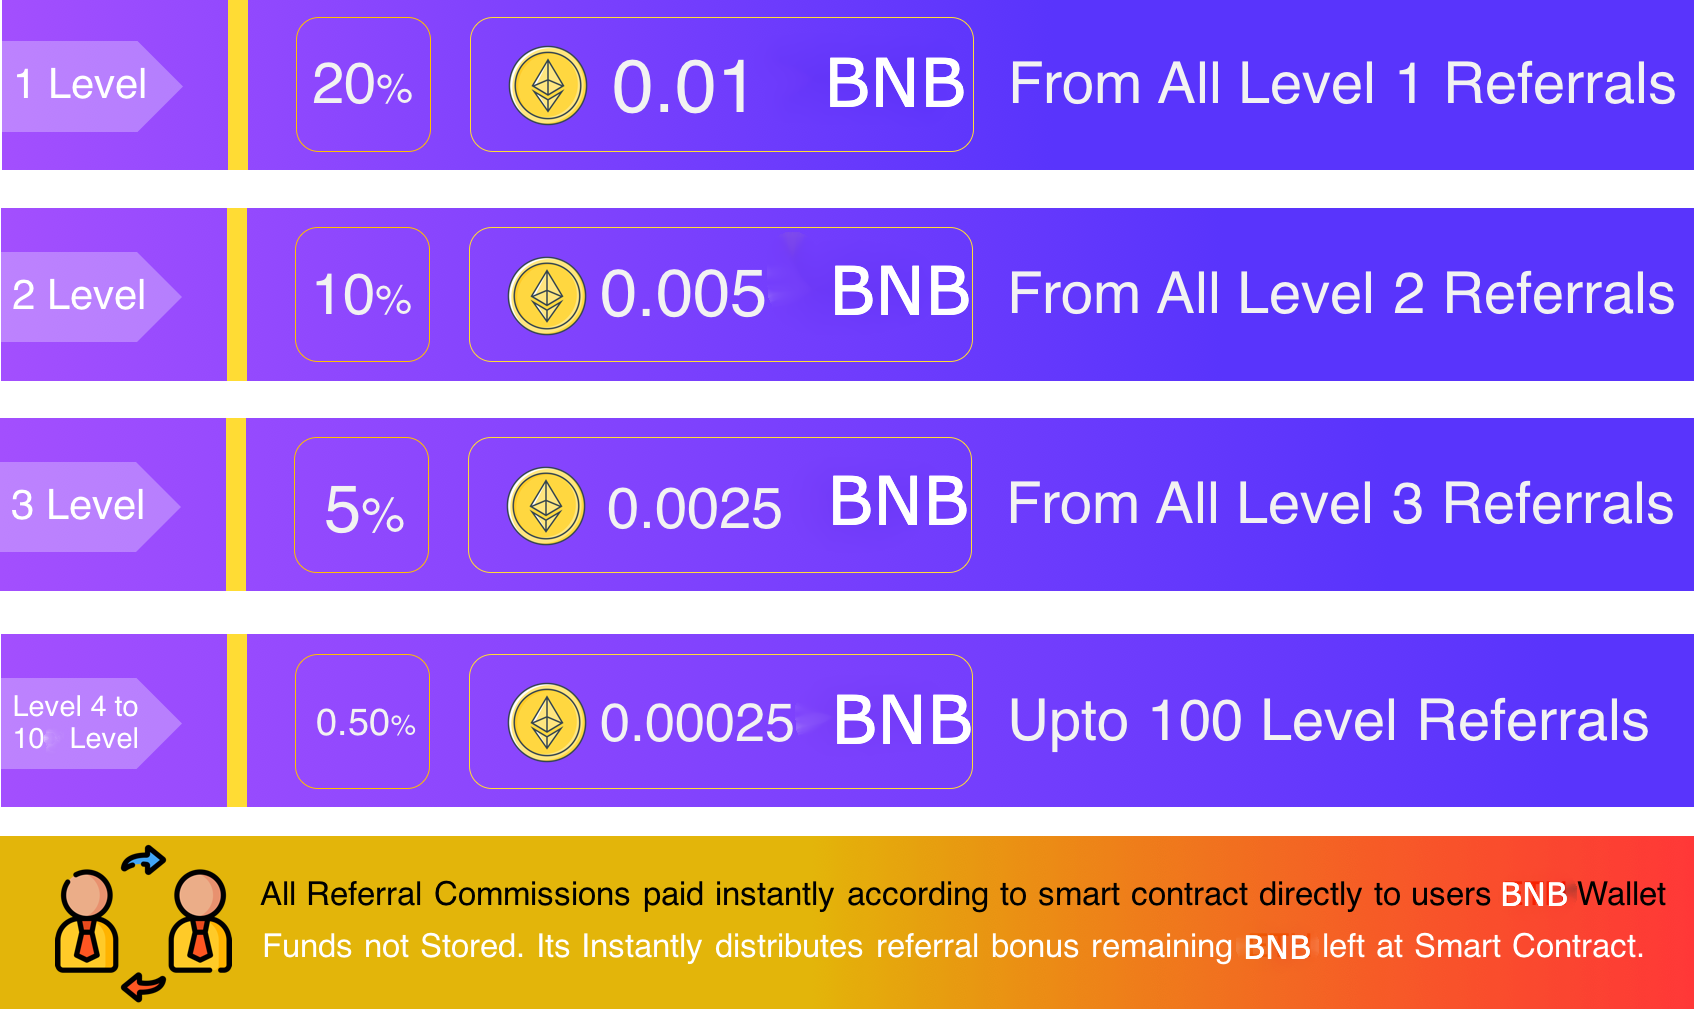 1 Level 20% 0.01 BNB From All Level 1 Referrals
2 Level 10% 0.005 BNB From All Level 2 Referrals
3 Level 5% 0.0025 BNB From All Level 3 Referrals
Level 4 to
10 Level 0.50% 0.00025 BNB Upto 100 Level Referrals
All Referral Commissions paid instantly according to smart contract directly to users BNB Wallet
Funds not Stored. Its Instantly distributes referral bonus remaining BNB left at Smart Contract.